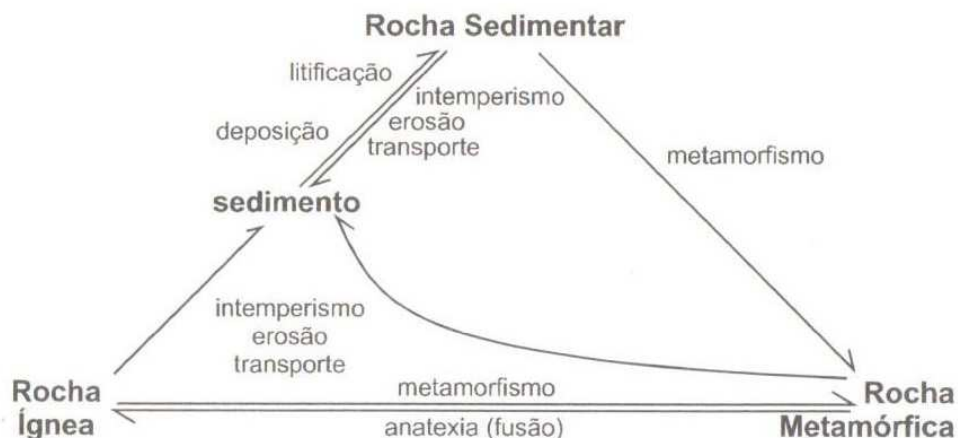 Rocha Sedimentar
litificação
intemperismo
erosão
deposição
transporte
metamorfismo
sedimento
intemperismo
erosão
transporte
Rocha
Ígnea
metamorfismo
anatexia (fusão)
Rocha
Metamórfica